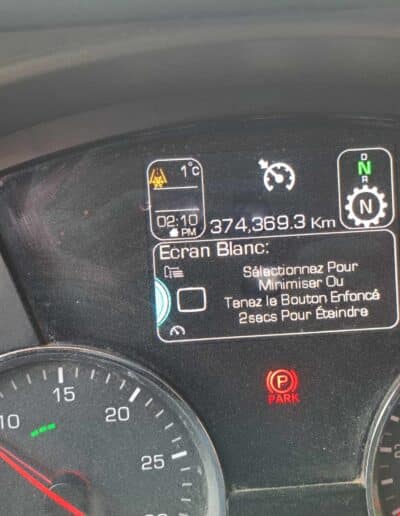 1°C
D
N
R
N
02:10
PM
374,369.3 Km
Ecran Blanc:
Sélectionnez Pour
Minimiser Ou
Tenez le Bouton Enfoncé
2secs Pour Éteindre
P
PARK
10
15
20
25